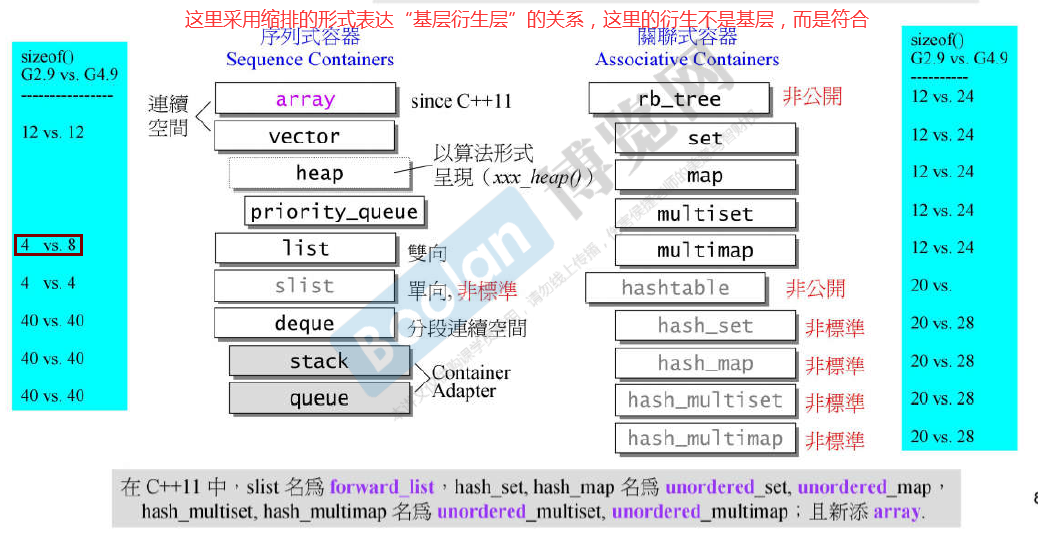 这里采用缩排的形式表达“基层衍生层”的关系，这里的衍生不是基层，而是符合
sizeof()
G2.9 vs. G4.9
----------------
12 vs. 12
4 vs. 8
4 vs. 4
40 vs. 40
40 vs. 40
40 vs. 40
序列式容器
Sequence Containers
連續
空間
array
since C++11
vector
heap
以算法形式
呈現（xxx_heap()）
priority_queue
list
雙向
slist
單向, 非標準
deque
分段連續空間
stack
queue
Container
Adapter
關聯式容器
Associative Containers
rb_tree
非公開
set
map
multiset
multimap
hashtable
非公開
hash_set
非標準
hash_map
非標準
hash_multiset
非標準
hash_multimap
非標準
sizeof()
G2.9 vs. G4.9
----------
12 vs. 24
12 vs. 24
12 vs. 24
12 vs. 24
12 vs. 24
20 vs.
20 vs. 28
20 vs. 28
20 vs. 28
20 vs. 28
Boolan
博览网
在 C++11 中，slist 名爲 forward_list，hash_set, hash_map 名爲 unordered_set, unordered_map，
hash_multiset, hash_multimap 名爲 unordered_multiset, unordered_multimap；且新添 array.